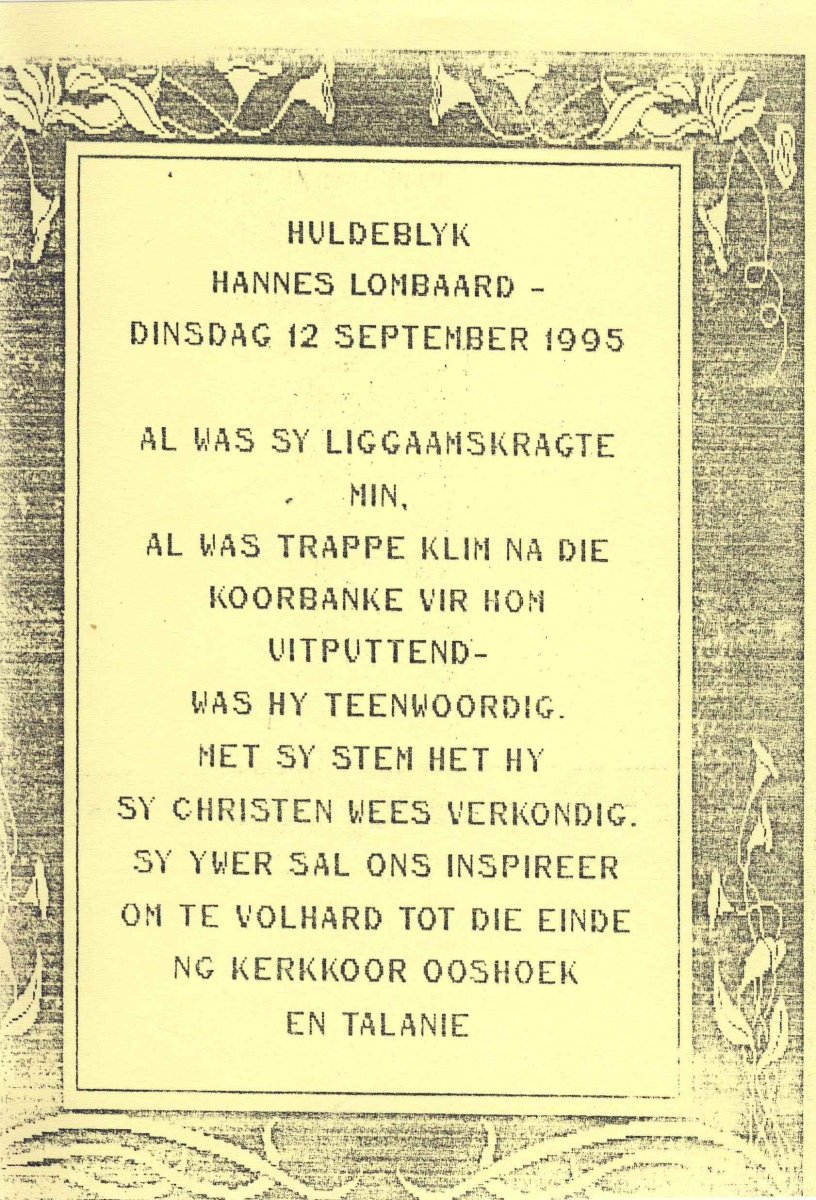 HULDEBLYK
HANNES LOMBAARD -
DINSDAG 12 SEPTEMBER 1995
AL WAS SY LIGGAAMSKRAGTE
MIN,
AL WAS TRAPPE KLIM NA DIE
KOORBANKE VIR HOM
UITPUTTEND-
WAS HY TEENWOORDIG.
MET SY STEM HET HY
SY CHRISTEN WEES VERKONDIG.
SY YWER SAL ONS INSPIREER
OM TE VOLHARD TOT DIE EINDE
NG KERKKOOR OOSHOEK
EN TALANIE